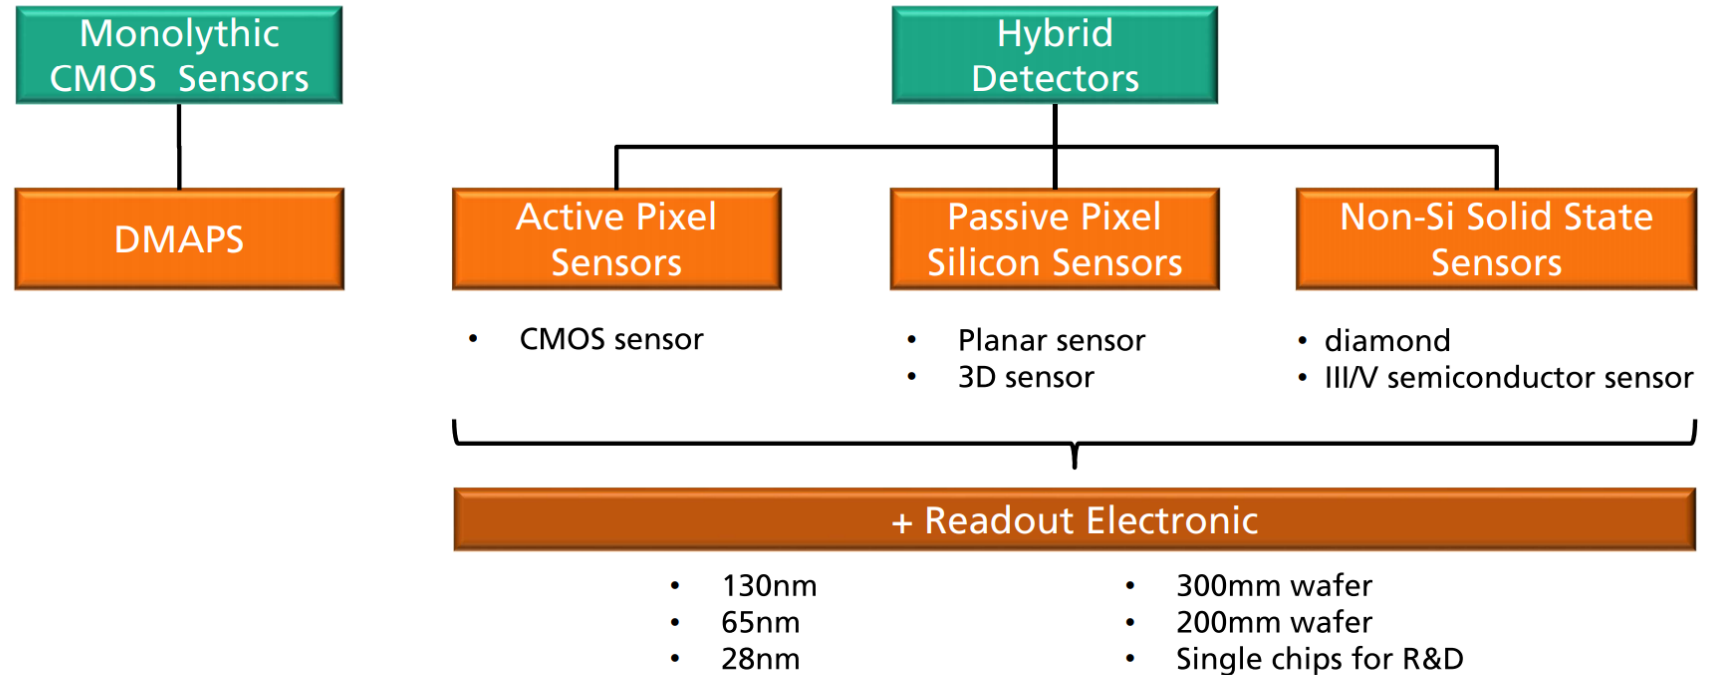 Monolythic
CMOS Sensors
Hybrid
Detectors
DMAPS
Active Pixel
Sensors
Passive Pixel
Silicon Sensors
Non-Si Solid State
Sensors
• CMOS sensor
• Planar sensor
• 3D sensor
• diamond
• III/V semiconductor sensor
+ Readout Electronic
• 130nm
• 65nm
• 28nm
• 300mm wafer
• 200mm wafer
• Single chips for R&D